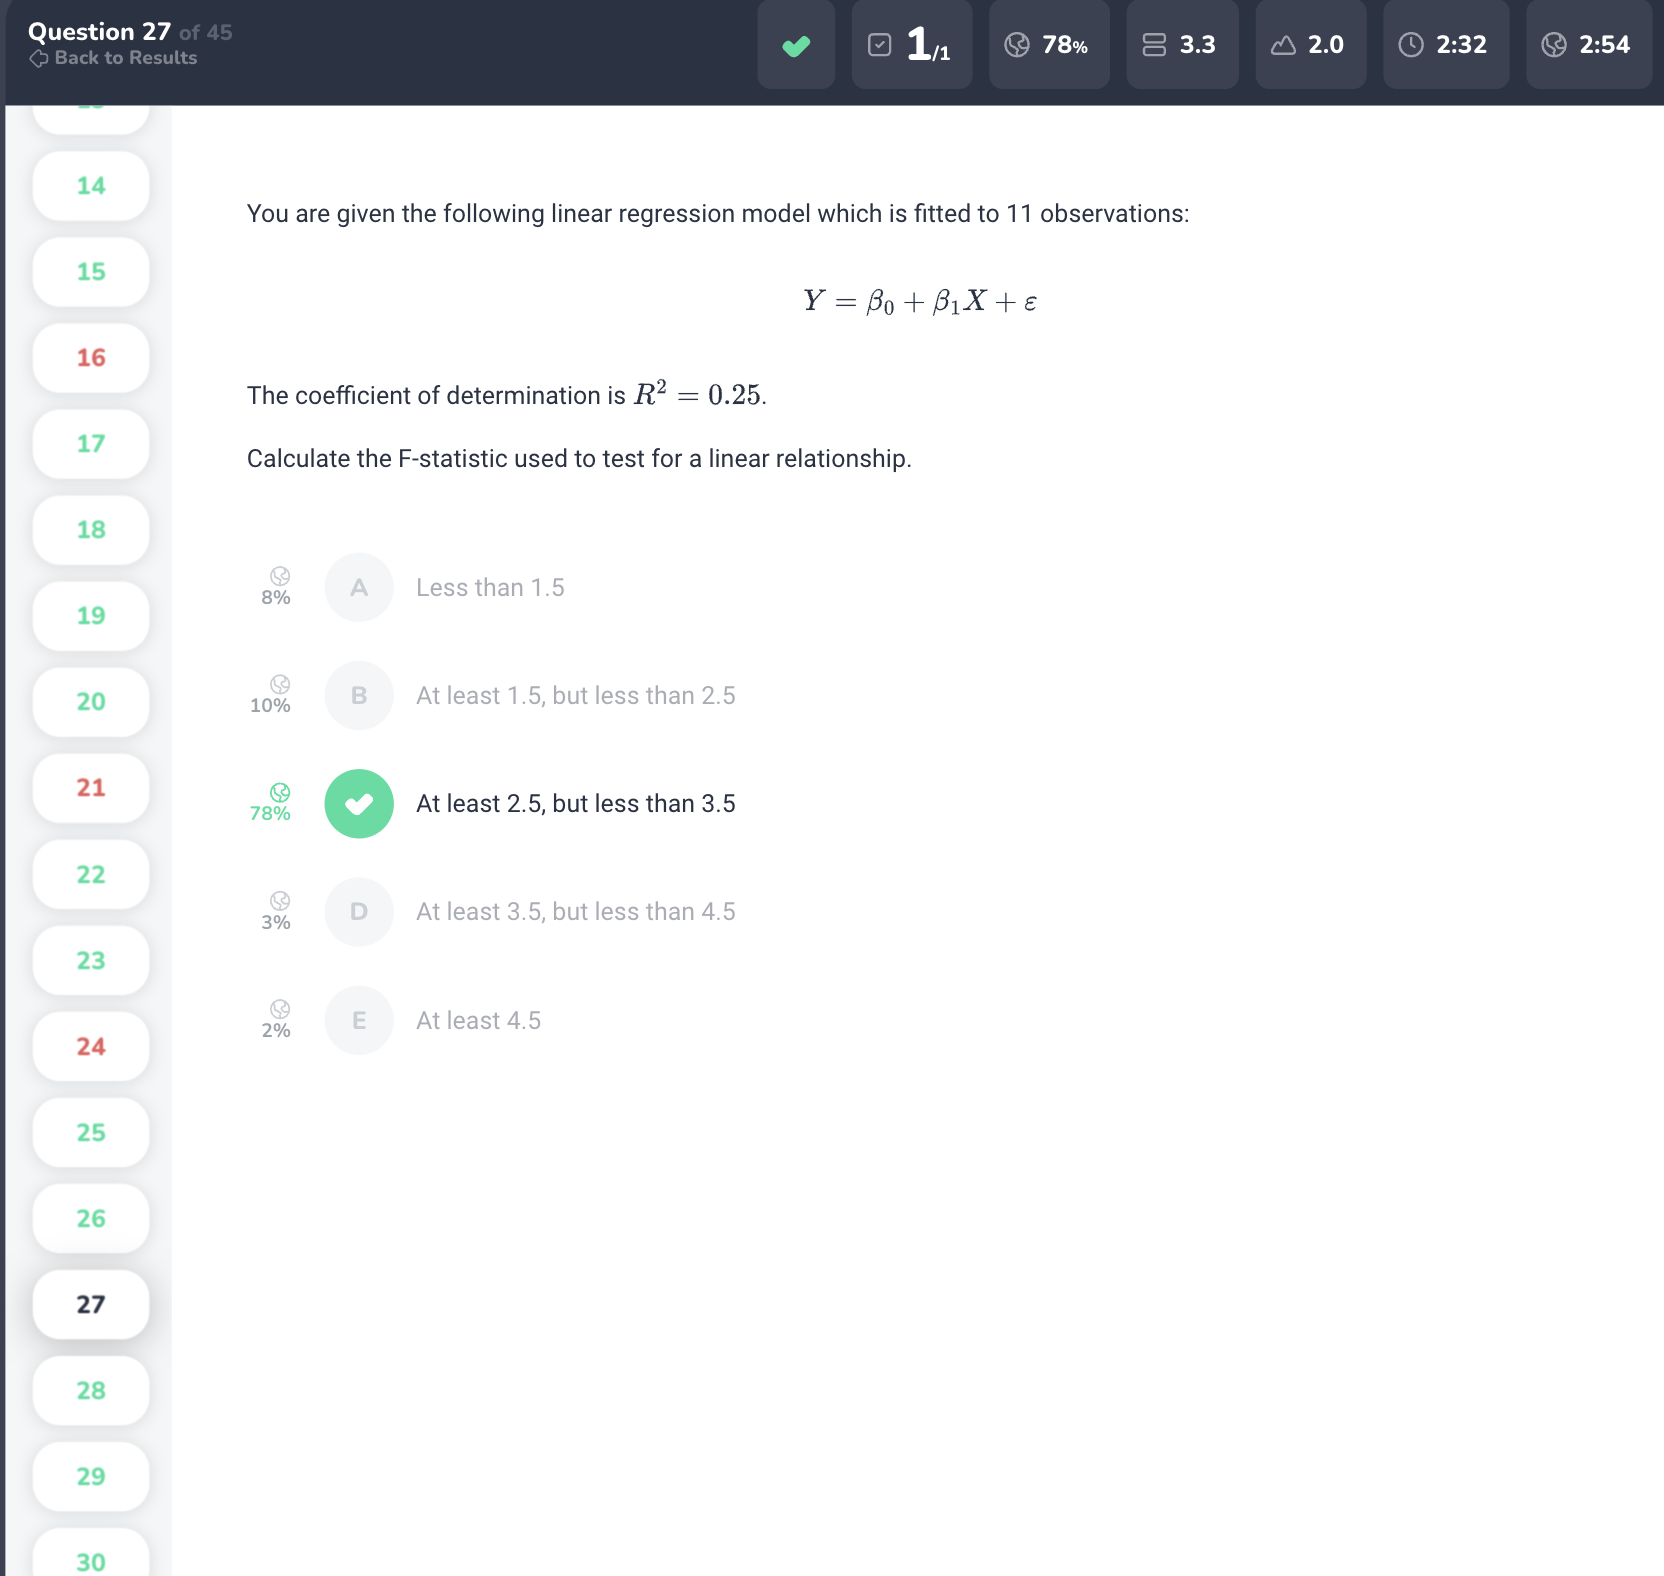 Question 27 of 45
Back to Results
1/1
78%
3.3
2.0
2:32
2:54
14
15
16
17
18
19
20
21
22
23
24
25
26
27
28
29
30
You are given the following linear regression model which is fitted to 11 observations:
Y = β₀ + β₁X + ε
The coefficient of determination is R² = 0.25.
Calculate the F-statistic used to test for a linear relationship.
8% A Less than 1.5
10% B At least 1.5, but less than 2.5
78% At least 2.5, but less than 3.5
3% D At least 3.5, but less than 4.5
2% E At least 4.5